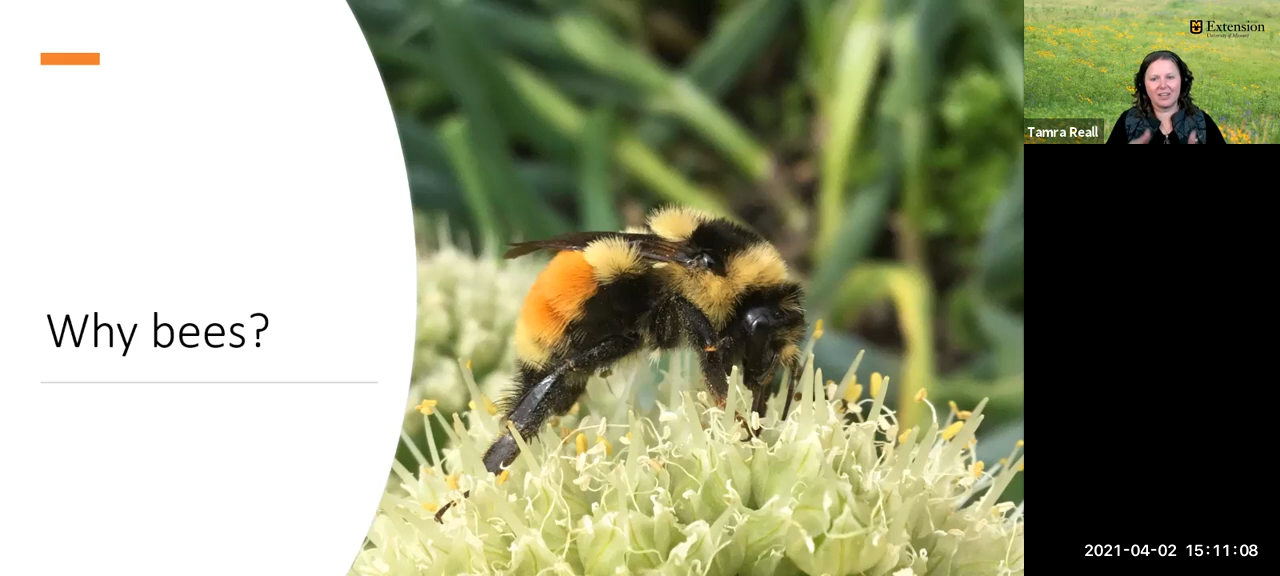 Why bees?
Extension
University of Missouri
Tamra Reall
2021-04-02 15:11:08